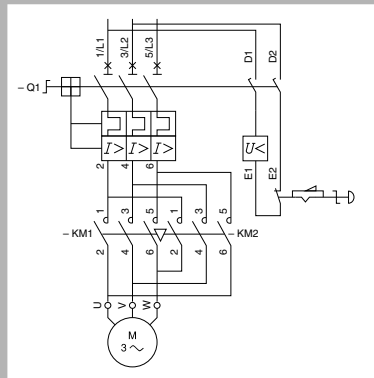 1/L1 3/L2 5/L3 D1 D2
– Q1
I> I> I> U<
2 4 6 E1 E2
1 3 5 1 3 5
– KM1 – KM2
2 4 6 2 4 6
U V W
M
3 ~